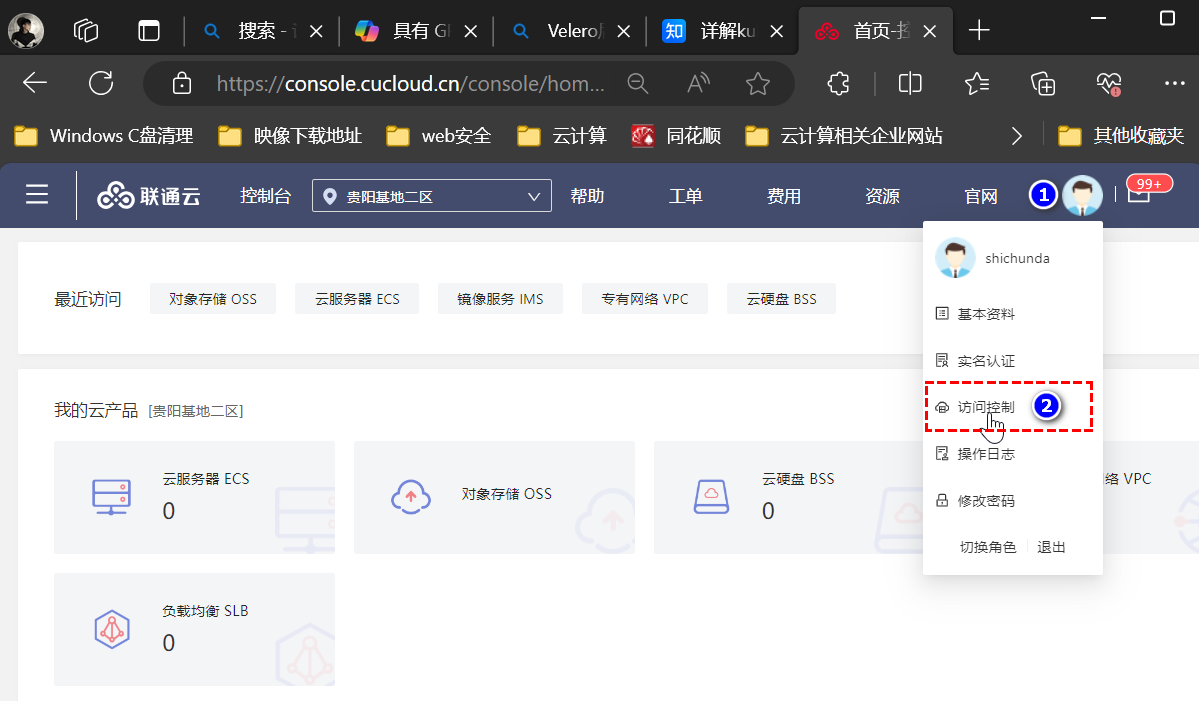 搜索 -
具有 G
Velero
详解ku
首页-控
https://console.cucloud.cn/console/hom...
Windows C盘清理
映像下载地址
web安全
云计算
同花顺
云计算相关企业网站
其他收藏夹
联通云
控制台
贵阳基地二区
帮助
工单
费用
资源
官网
1
99+
shichunda
最近访问
对象存储 OSS
云服务器 ECS
镜像服务 IMS
专有网络 VPC
云硬盘 BSS
基本资料
实名认证
访问控制
2
操作日志
修改密码
切换角色
退出
我的云产品 [贵阳基地二区]
云服务器 ECS
0
对象存储 OSS
云硬盘 BSS
0
络 VPC
负载均衡 SLB
0